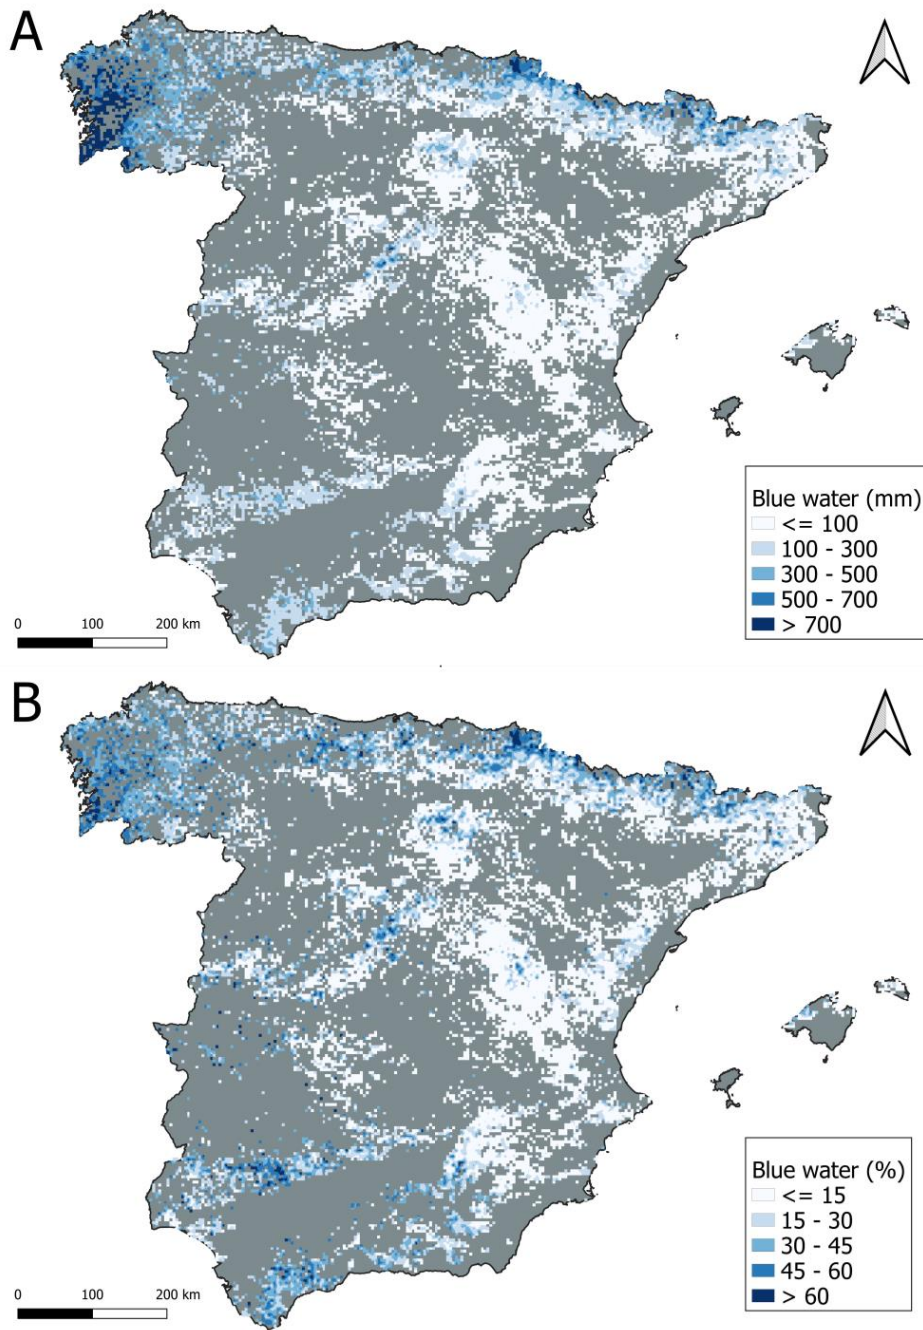 A
Blue water (mm)
<= 100
100 - 300
300 - 500
500 - 700
> 700
0 100 200 km
B
Blue water (%)
<= 15
15 - 30
30 - 45
45 - 60
> 60
0 100 200 km